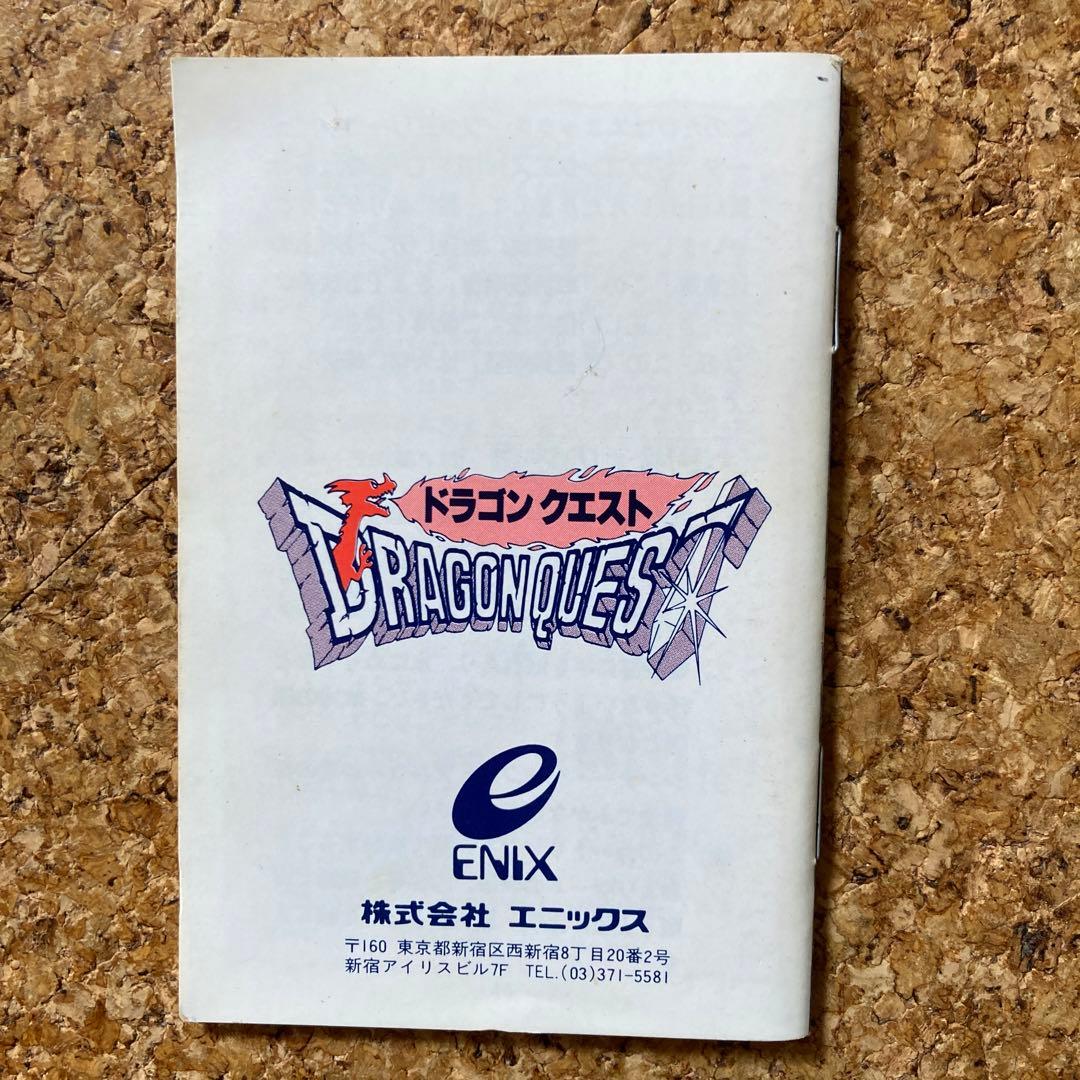 ドラゴン クエスト
DRAGON QUEST
e
ENIX
株式会社 エニックス
〒160 東京都新宿区西新宿8丁目20番2号
新宿アイリスビル7F TEL.(03)371-5581